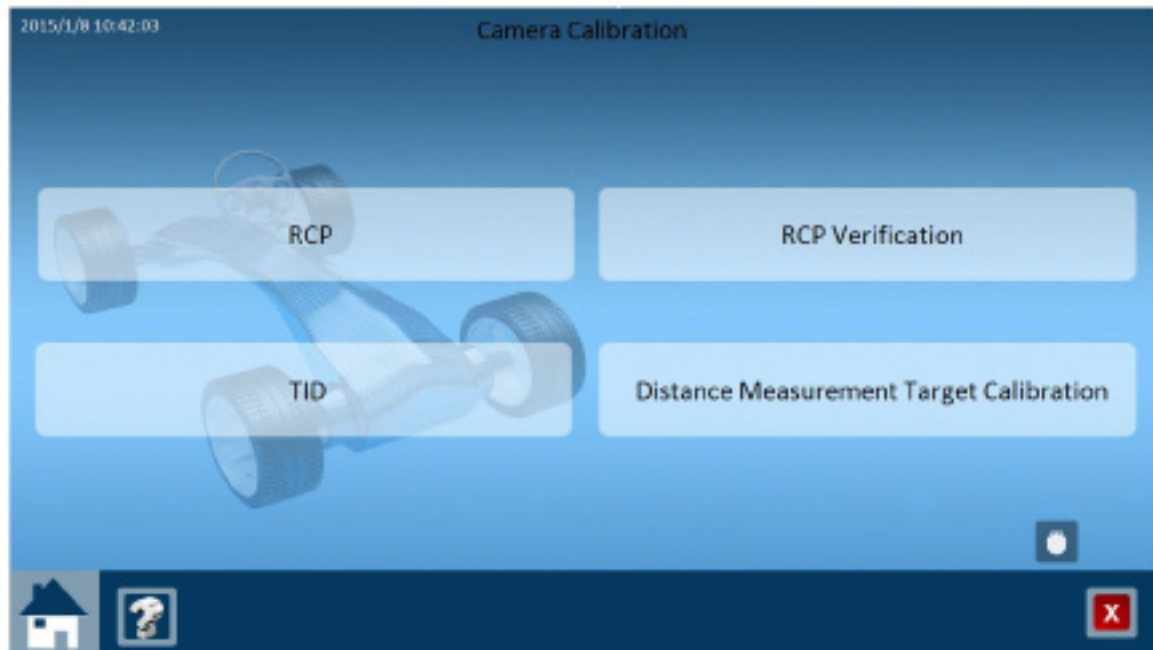 2015/1/8 10:42:03
Camera Calibration
RCP
RCP Verification
TID
Distance Measurement Target Calibration
?
X